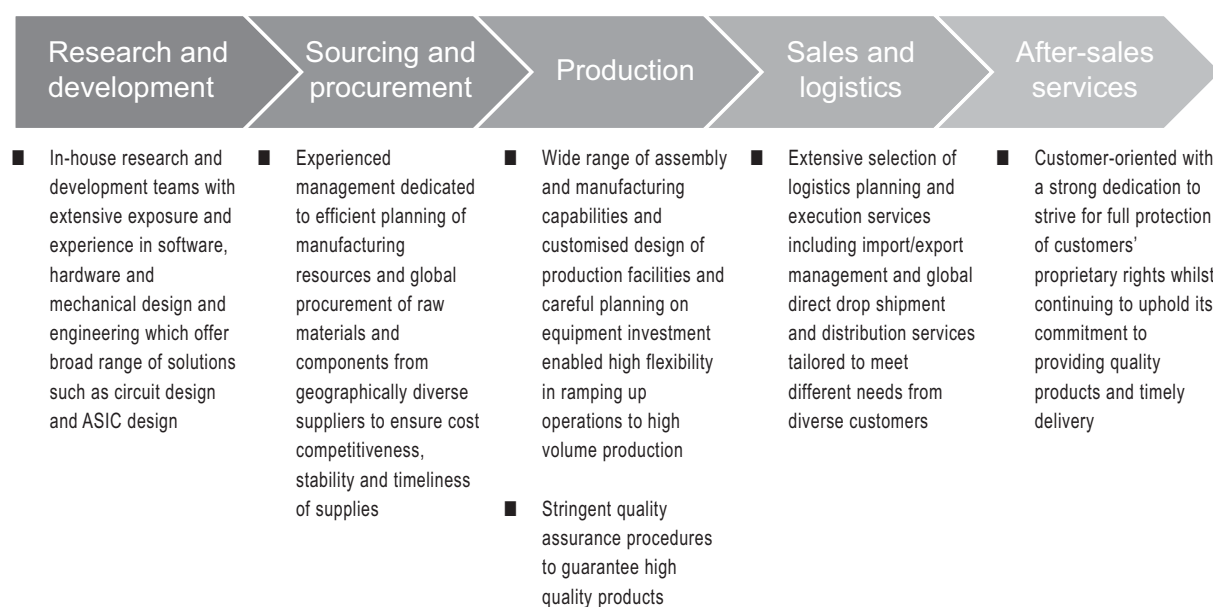 Research and
development
Sourcing and
procurement
Production
Sales and
logistics
After-sales
services
In-house research and
development teams with
extensive exposure and
experience in software,
hardware and
mechanical design and
engineering which offer
broad range of solutions
such as circuit design
and ASIC design
Experienced
management dedicated
to efficient planning of
manufacturing
resources and global
procurement of raw
materials and
components from
geographically diverse
suppliers to ensure cost
competitiveness,
stability and timeliness
of supplies
Wide range of assembly
and manufacturing
capabilities and
customised design of
production facilities and
careful planning on
equipment investment
enabled high flexibility
in ramping up
operations to high
volume production
Stringent quality
assurance procedures
to guarantee high
quality products
Extensive selection of
logistics planning and
execution services
including import/export
management and global
direct drop shipment
and distribution services
tailored to meet
different needs from
diverse customers
Customer-oriented with
a strong dedication to
strive for full protection
of customers’
proprietary rights whilst
continuing to uphold its
commitment to
providing quality
products and timely
delivery